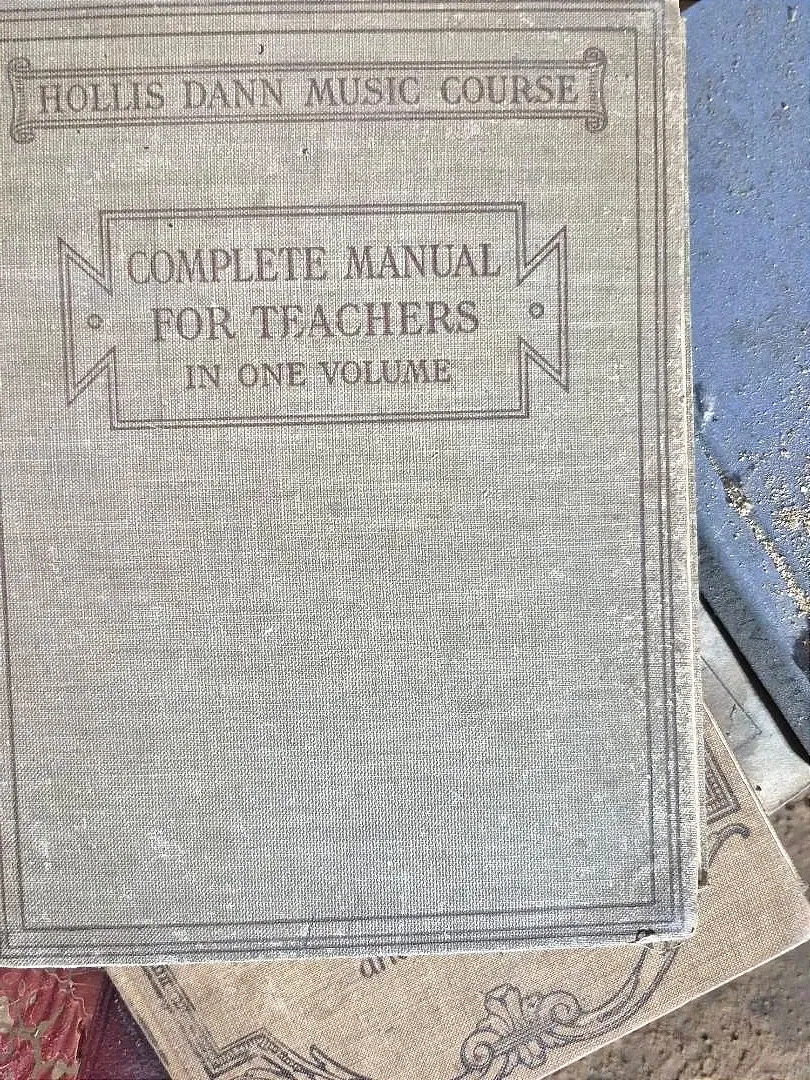 HOLLIS DANN MUSIC COURSE
COMPLETE MANUAL
FOR TEACHERS
IN ONE VOLUME